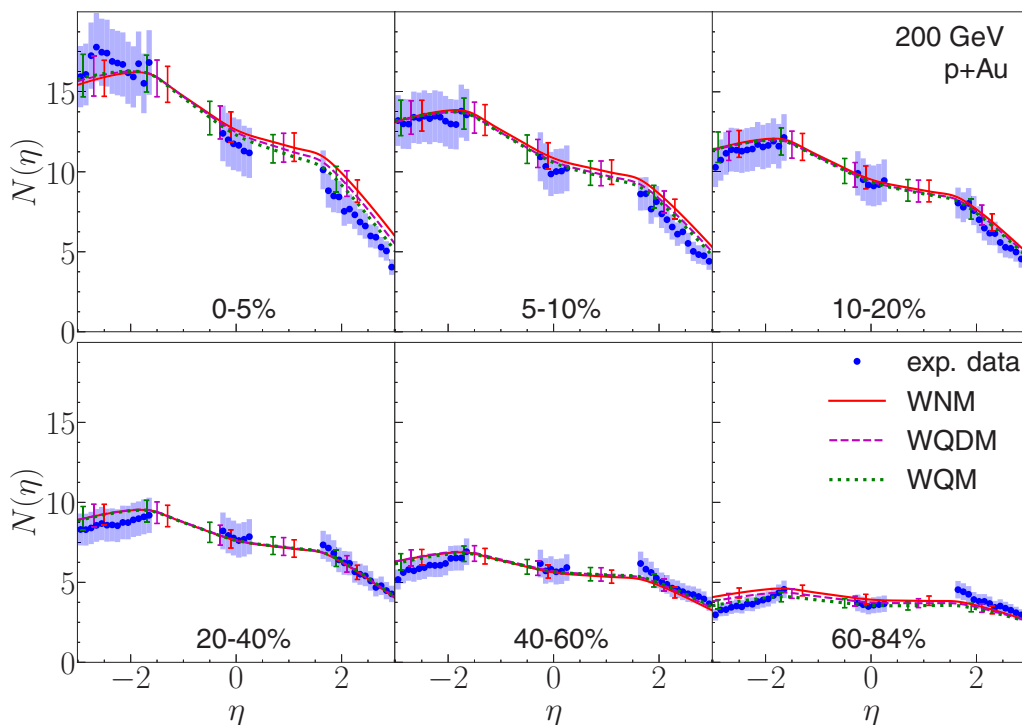 200 GeV
p+Au
N(η)
15
10
5
0
0-5%
5-10%
10-20%
exp. data
WNM
WQDM
WQM
N(η)
15
10
5
0
20-40%
40-60%
60-84%
−2 0 2
−2 0 2
−2 0 2
η
η
η